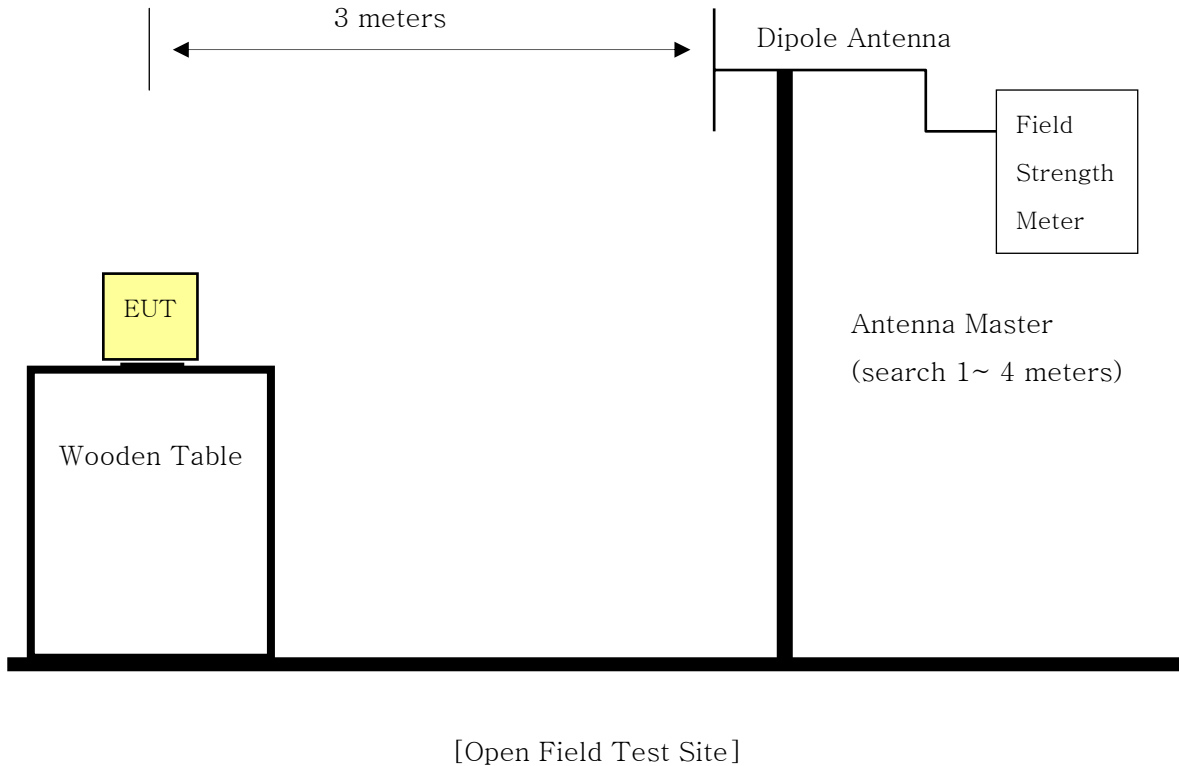 3 meters
Dipole Antenna
Field
Strength
Meter
EUT
Antenna Master
(search 1~ 4 meters)
Wooden Table
[Open Field Test Site]